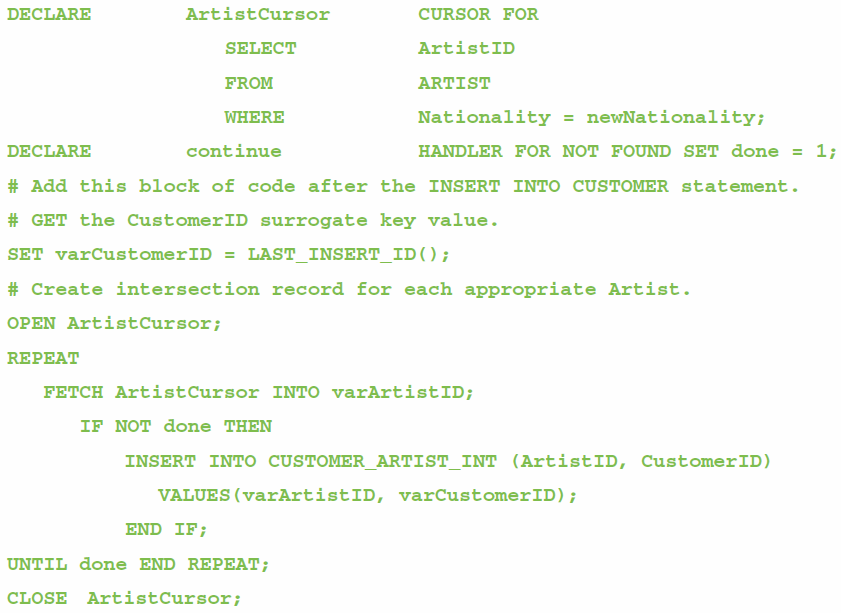 DECLARE ArtistCursor CURSOR FOR
SELECT ArtistID
FROM ARTIST
WHERE Nationality = newNationality;
DECLARE continue HANDLER FOR NOT FOUND SET done = 1;
# Add this block of code after the INSERT INTO CUSTOMER statement.
# GET the CustomerID surrogate key value.
SET varCustomerID = LAST_INSERT_ID();
# Create intersection record for each appropriate Artist.
OPEN ArtistCursor;
REPEAT
FETCH ArtistCursor INTO varArtistID;
IF NOT done THEN
INSERT INTO CUSTOMER_ARTIST_INT (ArtistID, CustomerID)
VALUES(varArtistID, varCustomerID);
END IF;
UNTIL done END REPEAT;
CLOSE ArtistCursor;